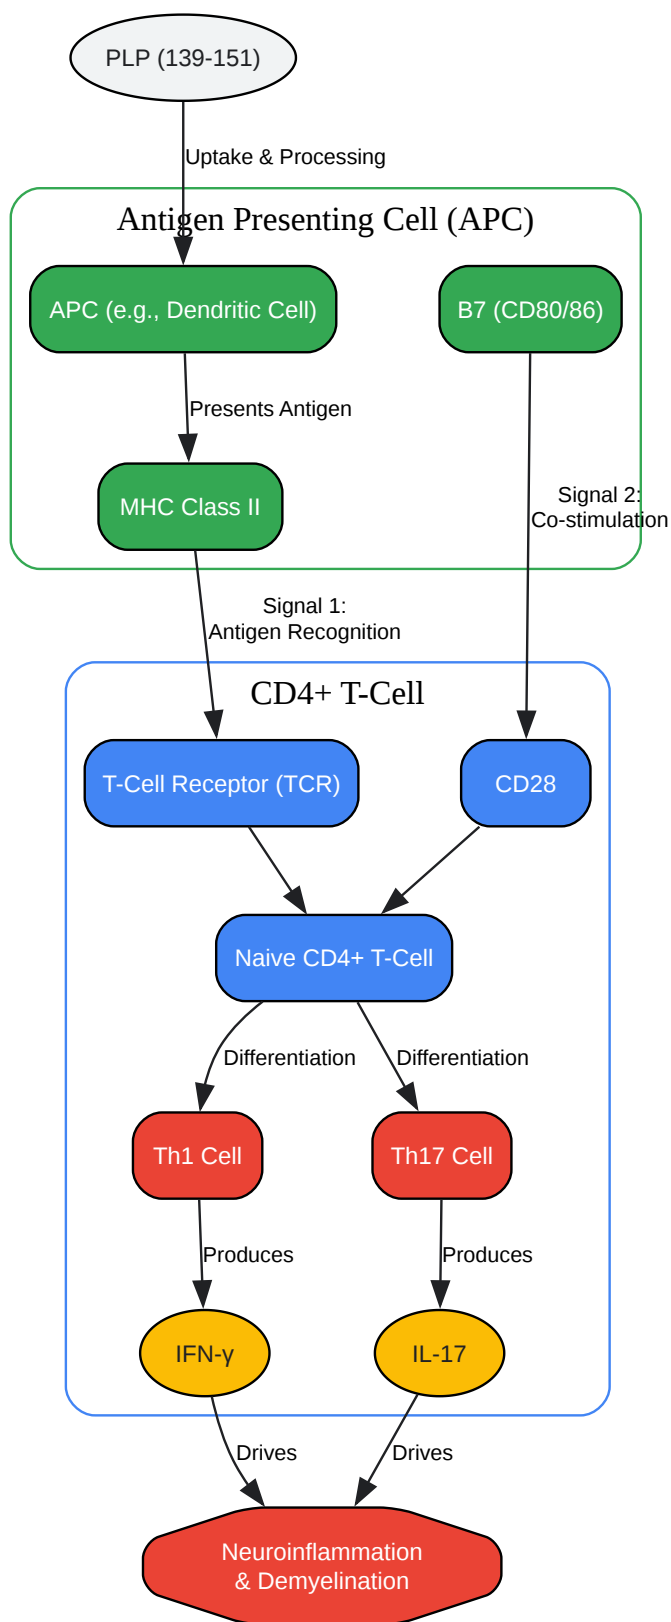 PLP (139-151)
Uptake & Processing
Antigen Presenting Cell (APC)
APC (e.g., Dendritic Cell)
B7 (CD80/86)
Presents Antigen
MHC Class II
Signal 2:
Co-stimulation
Signal 1:
Antigen Recognition
CD4+ T-Cell
T-Cell Receptor (TCR)
CD28
Naive CD4+ T-Cell
Differentiation
Differentiation
Th1 Cell
Th17 Cell
Produces
Produces
IFN-γ
IL-17
Drives
Drives
Neuroinflammation
& Demyelination